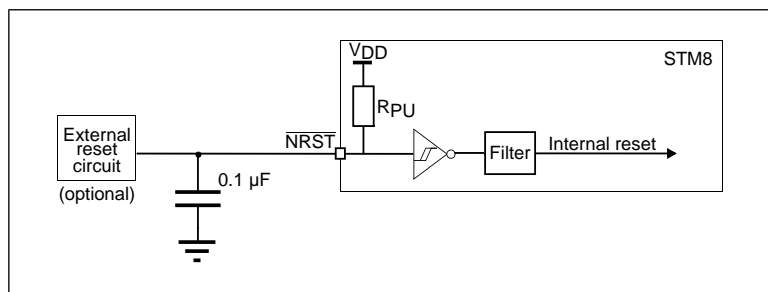 VDD
STM8
RPU
External
reset
circuit
(optional)
NRST
0.1 µF
Filter
Internal reset